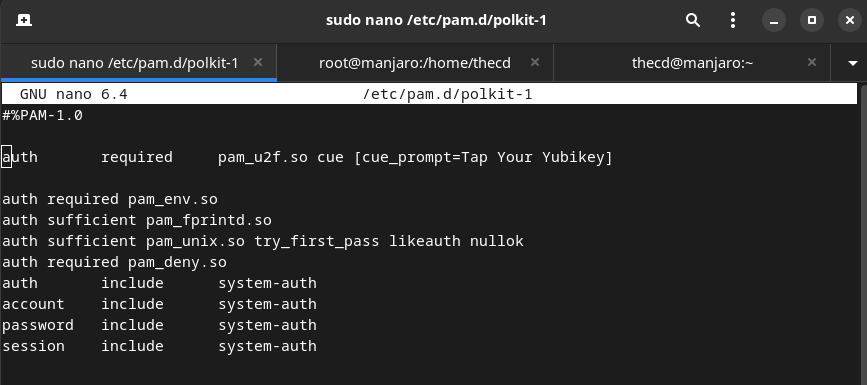 sudo nano /etc/pam.d/polkit-1
sudo nano /etc/pam.d/polkit-1 root@manjaro:/home/thecd thecd@manjaro:~
GNU nano 6.4 /etc/pam.d/polkit-1
#%PAM-1.0
auth required pam_u2f.so cue [cue_prompt=Tap Your Yubikey]
auth required pam_env.so
auth sufficient pam_fprintd.so
auth sufficient pam_unix.so try_first_pass likeauth nullok
auth required pam_deny.so
auth include system-auth
account include system-auth
password include system-auth
session include system-auth